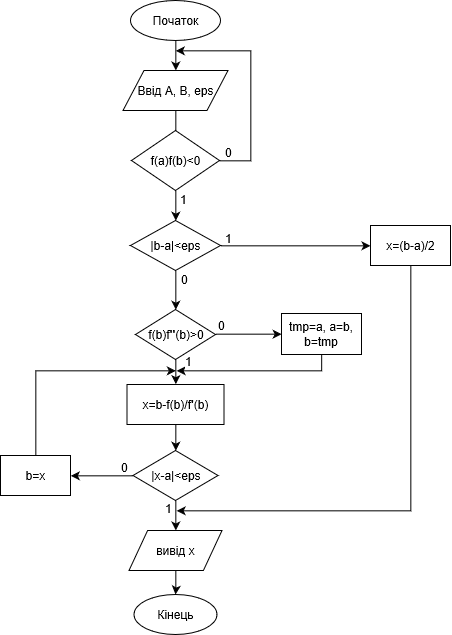 Початок
Ввід A, B, eps
f(a)f(b)<0
0
1
|b-a|<eps
1
x=(b-a)/2
0
f(b)f''(b)>0
0
tmp=a, a=b,
b=tmp
1
x=b-f(b)/f'(b)
|x-a|<eps
0
b=x
1
вивід x
Кінець